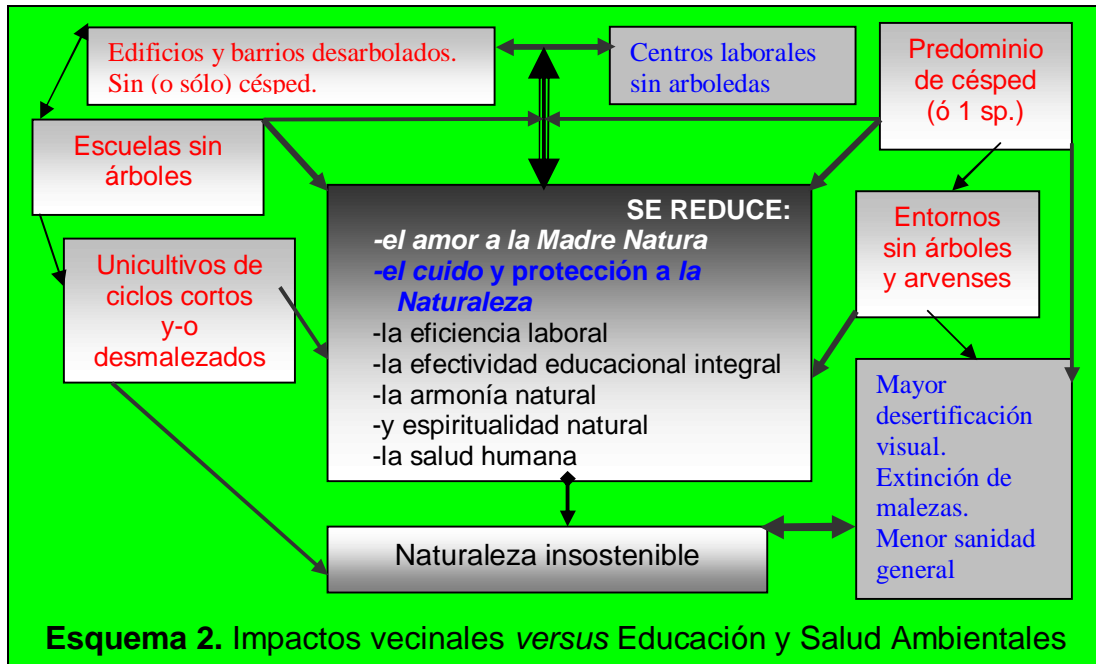 Edificios y barrios desarbolados.
Sin (o sólo) césped.
Centros laborales
sin arboledas
Predominio
de césped
(ó 1 sp.)
Escuelas sin
árboles
SE REDUCE:
-el amor a la Madre Natura
-el cuido y protección a la
Naturaleza
-la eficiencia laboral
-la efectividad educacional integral
-la armonía natural
-y espiritualidad natural
-la salud humana
Entornos
sin árboles
y arvenses
Unicultivos de
ciclos cortos
y-o
desmalezados
Mayor
desertificación
visual.
Extinción de
malezas.
Menor sanidad
general
Naturaleza insostenible
Esquema 2. Impactos vecinales versus Educación y Salud Ambientales